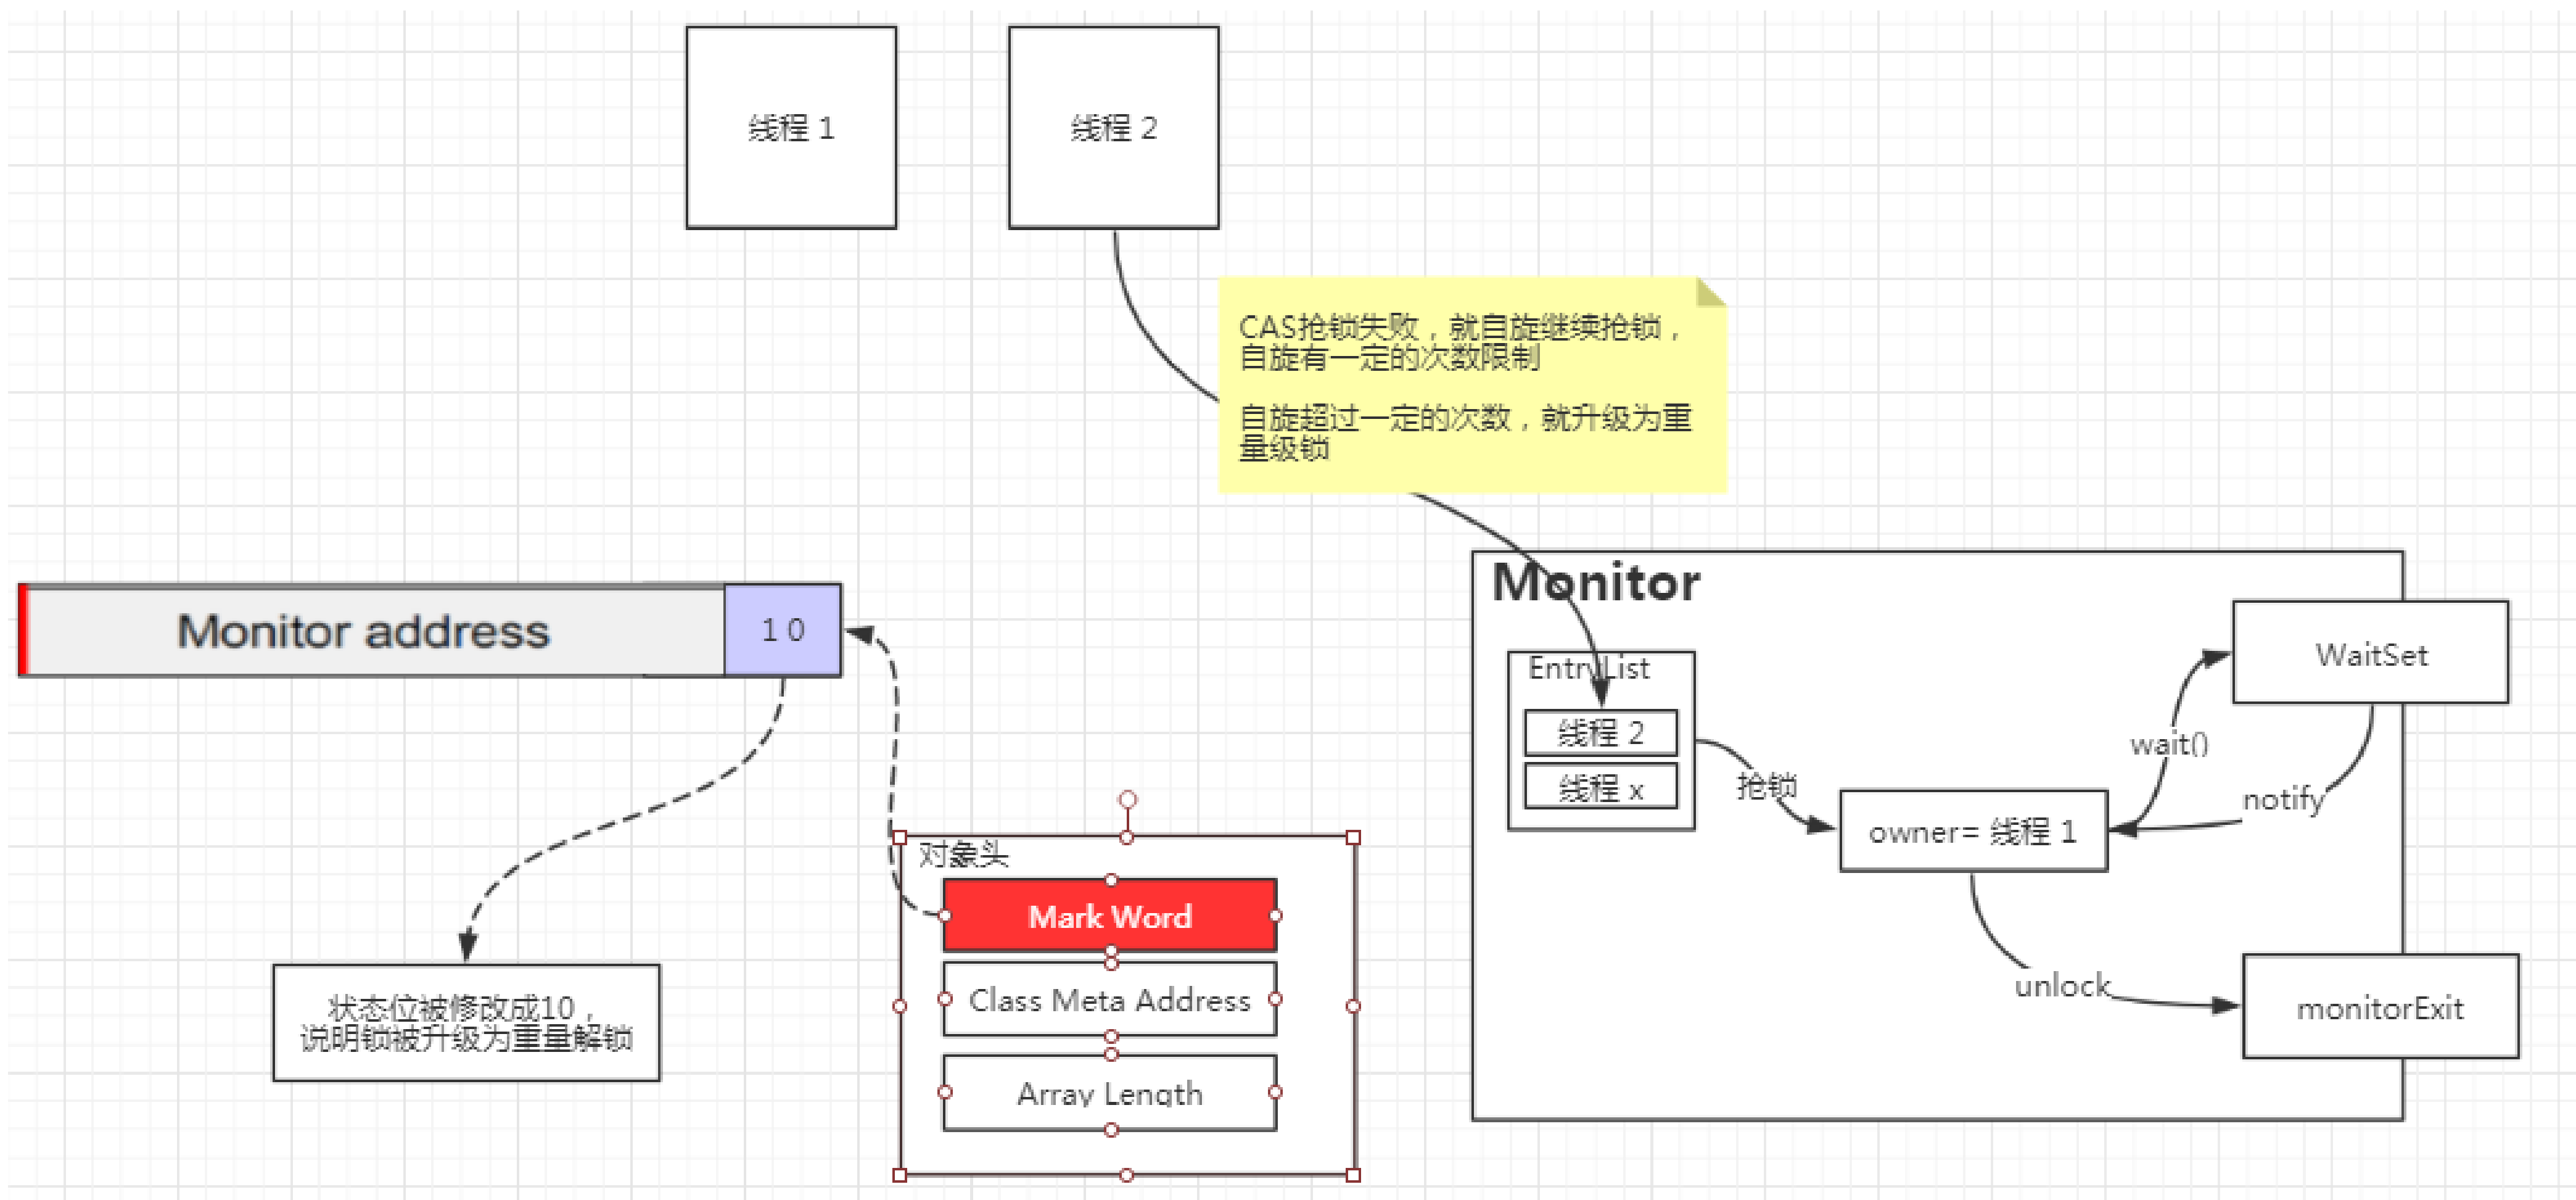 线程 1
线程 2
CAS抢锁失败，就自旋继续抢锁，
自旋有一定的次数限制
自旋超过一定的次数，就升级为重
量级锁
Monitor address
1 0
状态位被修改成10，
说明锁被升级为重量解锁
对象头
Mark Word
Class Meta Address
Array Length
Monitor
EntryList
线程 2
线程 x
抢锁
owner= 线程 1
wait()
WaitSet
notify
unlock
monitorExit